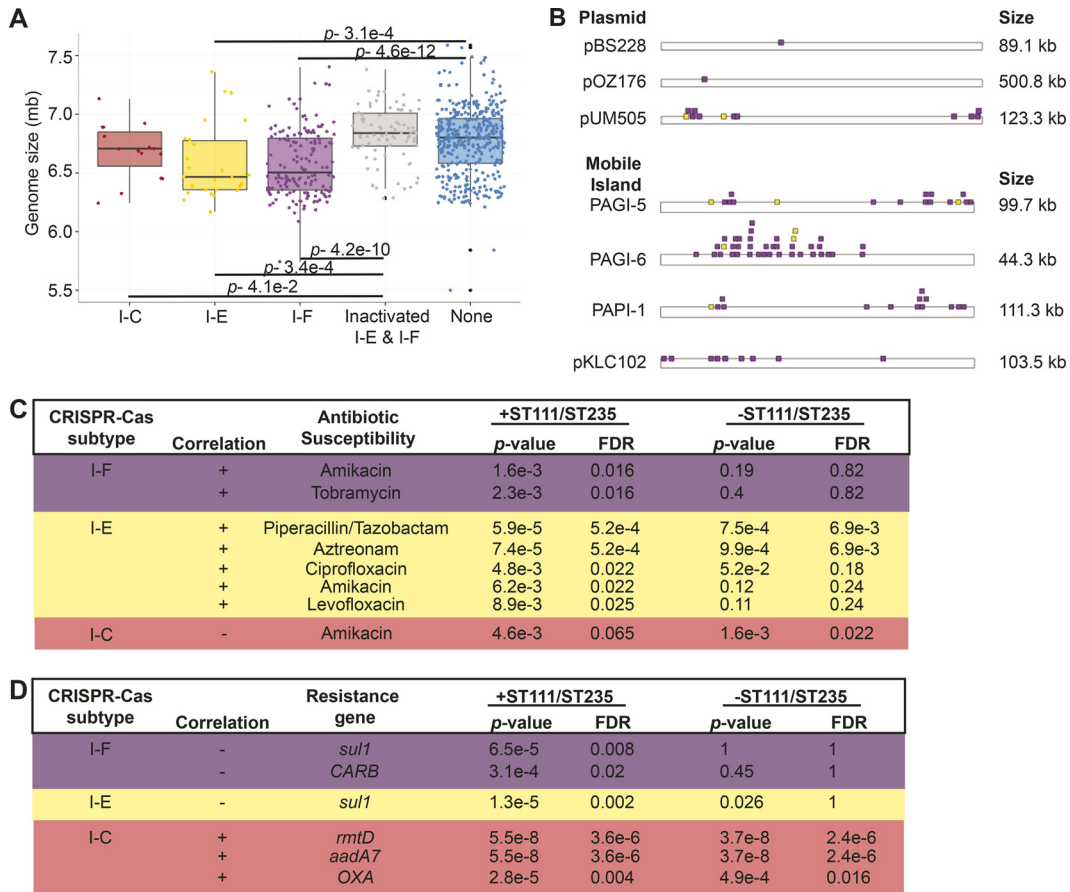 A
Genome size (mb)
7.5
7.0
6.5
6.0
5.5
p- 3.1e-4
p- 4.6e-12
p- 4.2e-10
p- 3.4e-4
p- 4.1e-2
I-C
I-E
I-F
Inactivated
I-E & I-F
None
B
Plasmid Size
pBS228 89.1 kb
pOZ176 500.8 kb
pUM505 123.3 kb
Mobile
Island Size
PAGI-5 99.7 kb
PAGI-6 44.3 kb
PAPI-1 111.3 kb
pKLC102 103.5 kb
C
CRISPR-Cas Antibiotic +ST111/ST235 -ST111/ST235
subtype Correlation Susceptibility p-value FDR p-value FDR
I-F + Amikacin 1.6e-3 0.016 0.19 0.82
+ Tobramycin 2.3e-3 0.016 0.4 0.82
I-E + Piperacillin/Tazobactam 5.9e-5 5.2e-4 7.5e-4 6.9e-3
+ Aztreonam 7.4e-5 5.2e-4 9.9e-4 6.9e-3
+ Ciprofloxacin 4.8e-3 0.022 5.2e-2 0.18
+ Amikacin 6.2e-3 0.022 0.12 0.24
+ Levofloxacin 8.9e-3 0.025 0.11 0.24
I-C - Amikacin 4.6e-3 0.065 1.6e-3 0.022
D
CRISPR-Cas Resistance +ST111/ST235 -ST111/ST235
subtype Correlation gene p-value FDR p-value FDR
I-F - sul1 6.5e-5 0.008 1 1
- CARB 3.1e-4 0.02 0.45 1
I-E - sul1 1.3e-5 0.002 0.026 1
I-C + rmtD 5.5e-8 3.6e-6 3.7e-8 2.4e-6
+ aadA7 5.5e-8 3.6e-6 3.7e-8 2.4e-6
+ OXA 2.8e-5 0.004 4.9e-4 0.016